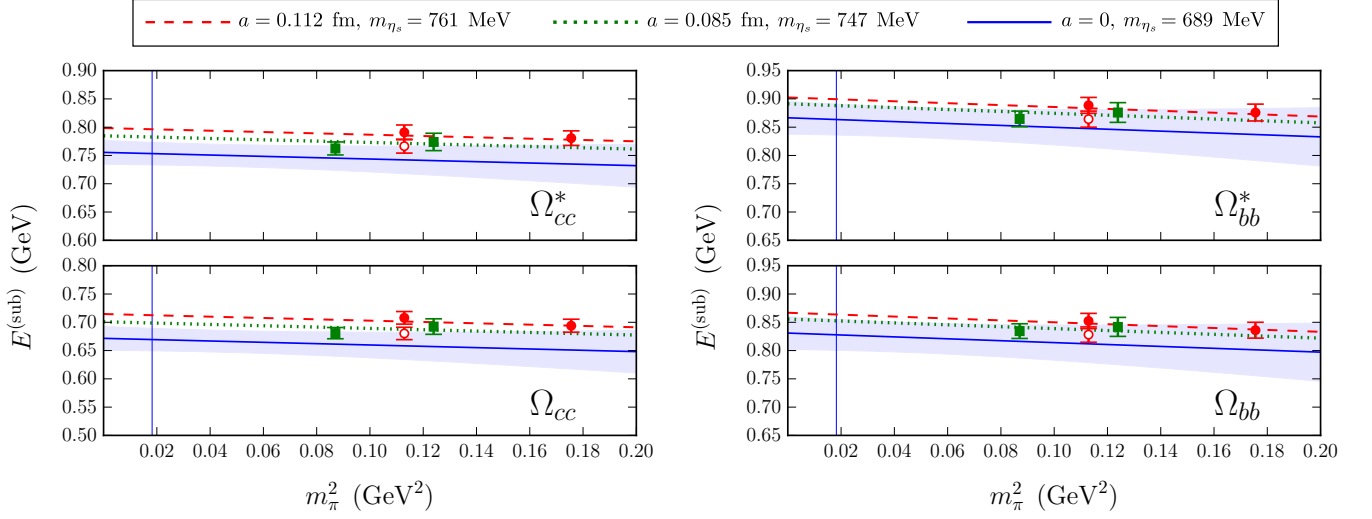 a = 0.112 fm, m_{η_s} = 761 MeV    a = 0.085 fm, m_{η_s} = 747 MeV    a = 0, m_{η_s} = 689 MeV
E^{(sub)} (GeV)
0.90
0.85
0.80
0.75
0.70
0.65
0.60
Ω^*_{cc}
0.80
0.75
0.70
0.65
0.60
0.55
0.50
Ω_{cc}
0.02 0.04 0.06 0.08 0.10 0.12 0.14 0.16 0.18 0.20
m_π^2 (GeV^2)
E^{(sub)} (GeV)
0.95
0.90
0.85
0.80
0.75
0.70
0.65
Ω^*_{bb}
0.95
0.90
0.85
0.80
0.75
0.70
0.65
Ω_{bb}
0.02 0.04 0.06 0.08 0.10 0.12 0.14 0.16 0.18 0.20
m_π^2 (GeV^2)